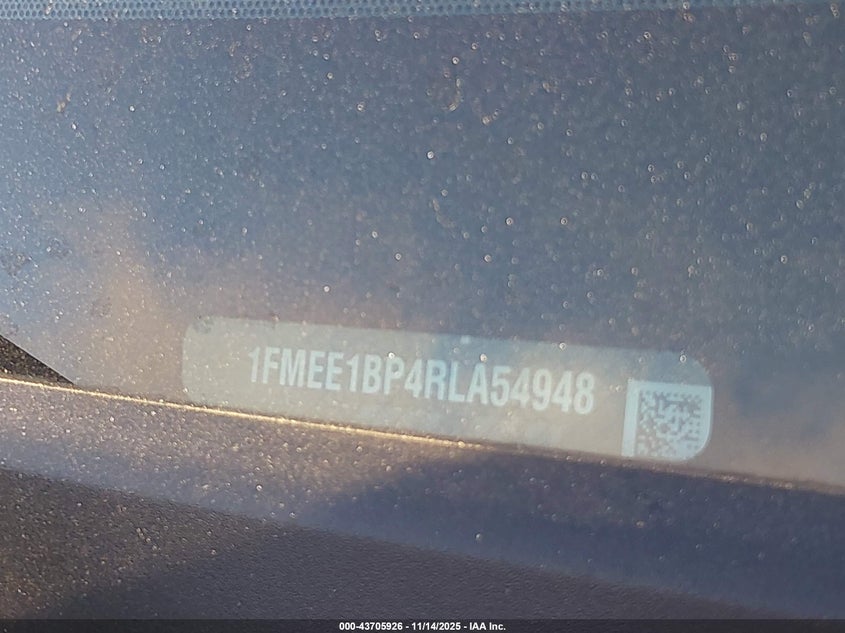 1FMEE1BP4RLA54948
000-43705926 - 11/14/2025 - IAA Inc.